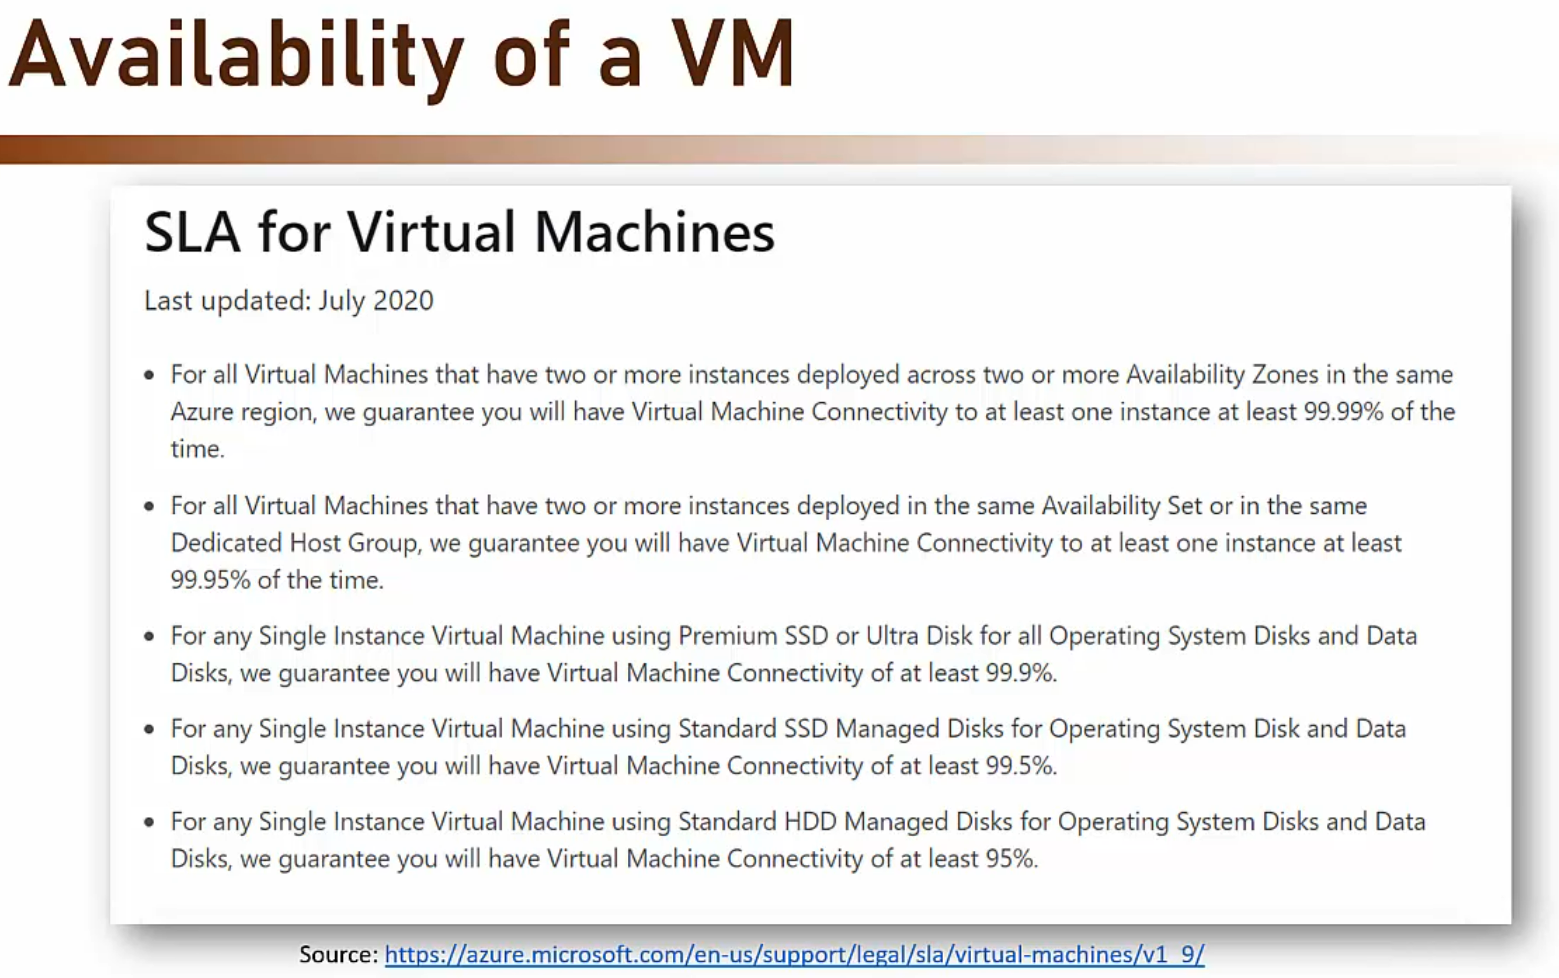 Availability of a VM
SLA for Virtual Machines
Last updated: July 2020
• For all Virtual Machines that have two or more instances deployed across two or more Availability Zones in the same
Azure region, we guarantee you will have Virtual Machine Connectivity to at least one instance at least 99.99% of the
time.
• For all Virtual Machines that have two or more instances deployed in the same Availability Set or in the same
Dedicated Host Group, we guarantee you will have Virtual Machine Connectivity to at least one instance at least
99.95% of the time.
• For any Single Instance Virtual Machine using Premium SSD or Ultra Disk for all Operating System Disks and Data
Disks, we guarantee you will have Virtual Machine Connectivity of at least 99.9%.
• For any Single Instance Virtual Machine using Standard SSD Managed Disks for Operating System Disk and Data
Disks, we guarantee you will have Virtual Machine Connectivity of at least 99.5%.
• For any Single Instance Virtual Machine using Standard HDD Managed Disks for Operating System Disks and Data
Disks, we guarantee you will have Virtual Machine Connectivity of at least 95%.
Source: https://azure.microsoft.com/en-us/support/legal/sla/virtual-machines/v1_9/